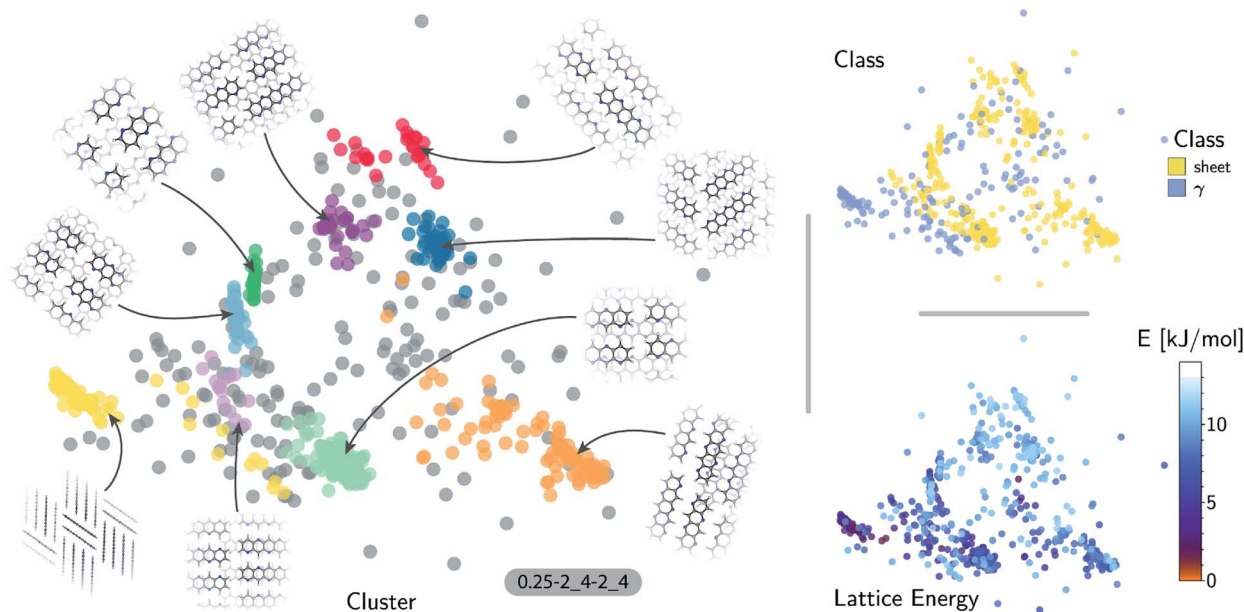 Class
Class
sheet
γ
E [kJ/mol]
10
5
0
0.25-2_4-2_4
Cluster
Lattice Energy